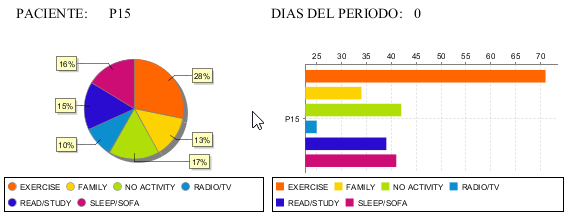 PACIENTE: P15
DIAS DEL PERIODO: 0
16%
28%
15%
10%
13%
17%
EXERCISE FAMILY NO ACTIVITY RADIO/TV
READ/STUDY SLEEP/SOFA
25 30 35 40 45 50 55 60 65 70
P15
EXERCISE FAMILY NO ACTIVITY RADIO/TV
READ/STUDY SLEEP/SOFA